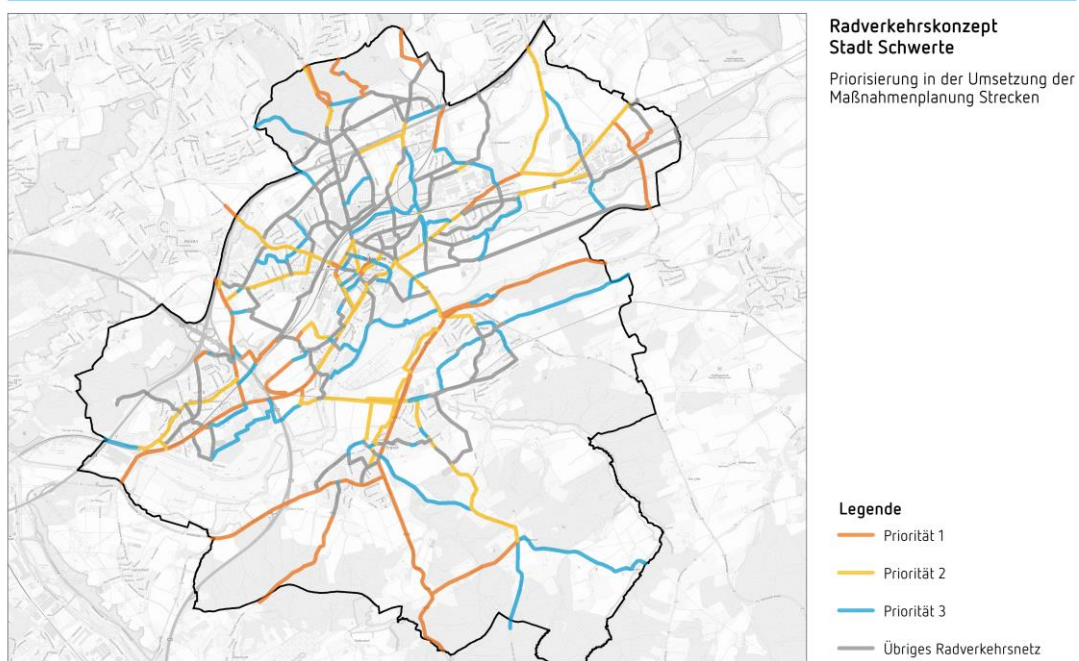 Radverkehrskonzept
Stadt Schwerte
Priorisierung in der Umsetzung der
Maßnahmenplanung Strecken
Legende
Priorität 1
Priorität 2
Priorität 3
Übriges Radverkehrsnetz